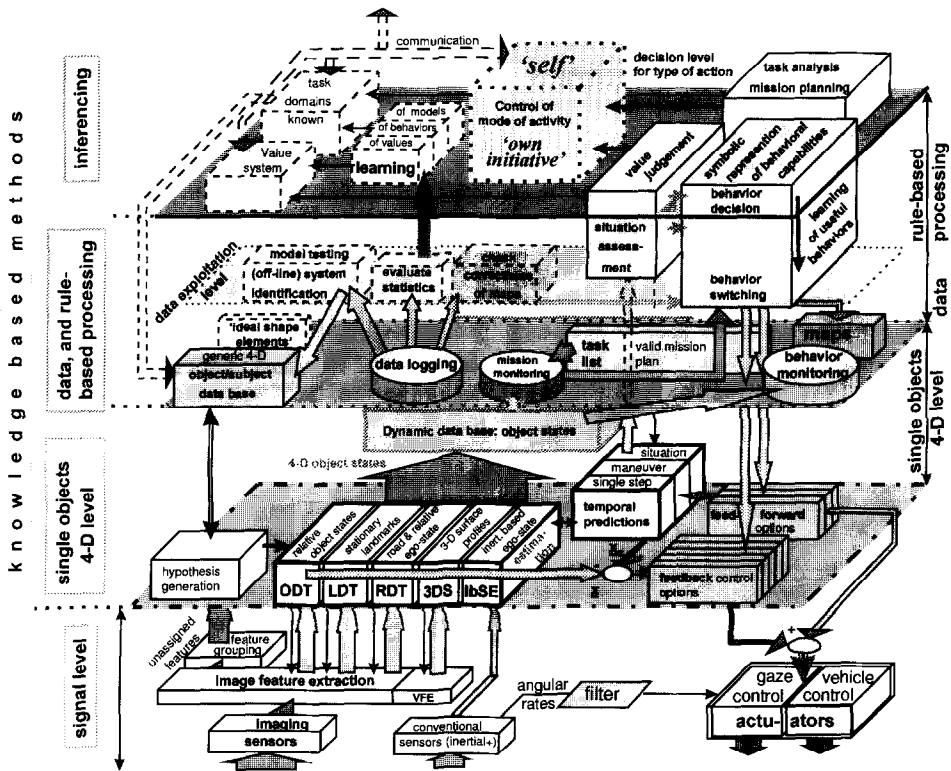 communication
'self'
decision level
for type of action
task analysis
mission planning
task
domains
known
of models
of behaviors
of values
learning
Control of
mode of activity
'own
initiative'
value
judgement
symbolic
representation
of behavioral
capabilities
Value
system
behavior
decision
learning
of useful
behaviors
situation
assess-
ment
behavior
switching
knowledge based methods
inferencing
rule-based
processing
data exploitation
level
model testing
(off-line) system
identification
evaluate
statistics
data, and rule-
based processing
data
'ideal shape
elements'
generic 4-D
object/subject
data base
data logging
mission
monitoring
task
list
valid mission
plan
maps
behavior
monitoring
Dynamic data base: object states
single objects
4-D level
4-D object states
situation
maneuver
single step
temporal
predictions
single objects
4-D level
relative
object states
stationary
landmarks
road & relative
ego-state
3-D surface
profiles
inert. based
ego-state
estima-
tion
feed-
forward
options
hypothesis
generation
ODT
LDT
RDT
3DS
IbSE
feedback control
options
signal level
unassigned
features
feature
grouping
image feature extraction
VFE
imaging
sensors
conventional
sensors (inertial+)
angular
rates
filter
+
gaze
control
vehicle
control
actu-
ators